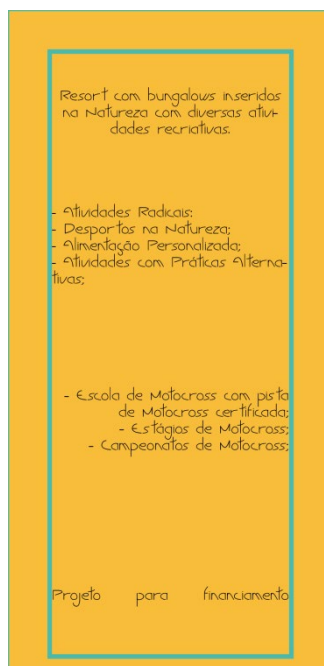 Resort com bungalows inseridos
na Natureza com diversas ativi-
dades recriativas.
- Atividades Radicais:
- Desportos na Natureza;
- Alimentação Personalizada;
- Atividades com Práticas Alterna-
tivas;
- Escola de Motocross com pista
de Motocross certificada;
- Estágios de Motocross;
- Campeonatos de Motocross;
Projeto para financiamento